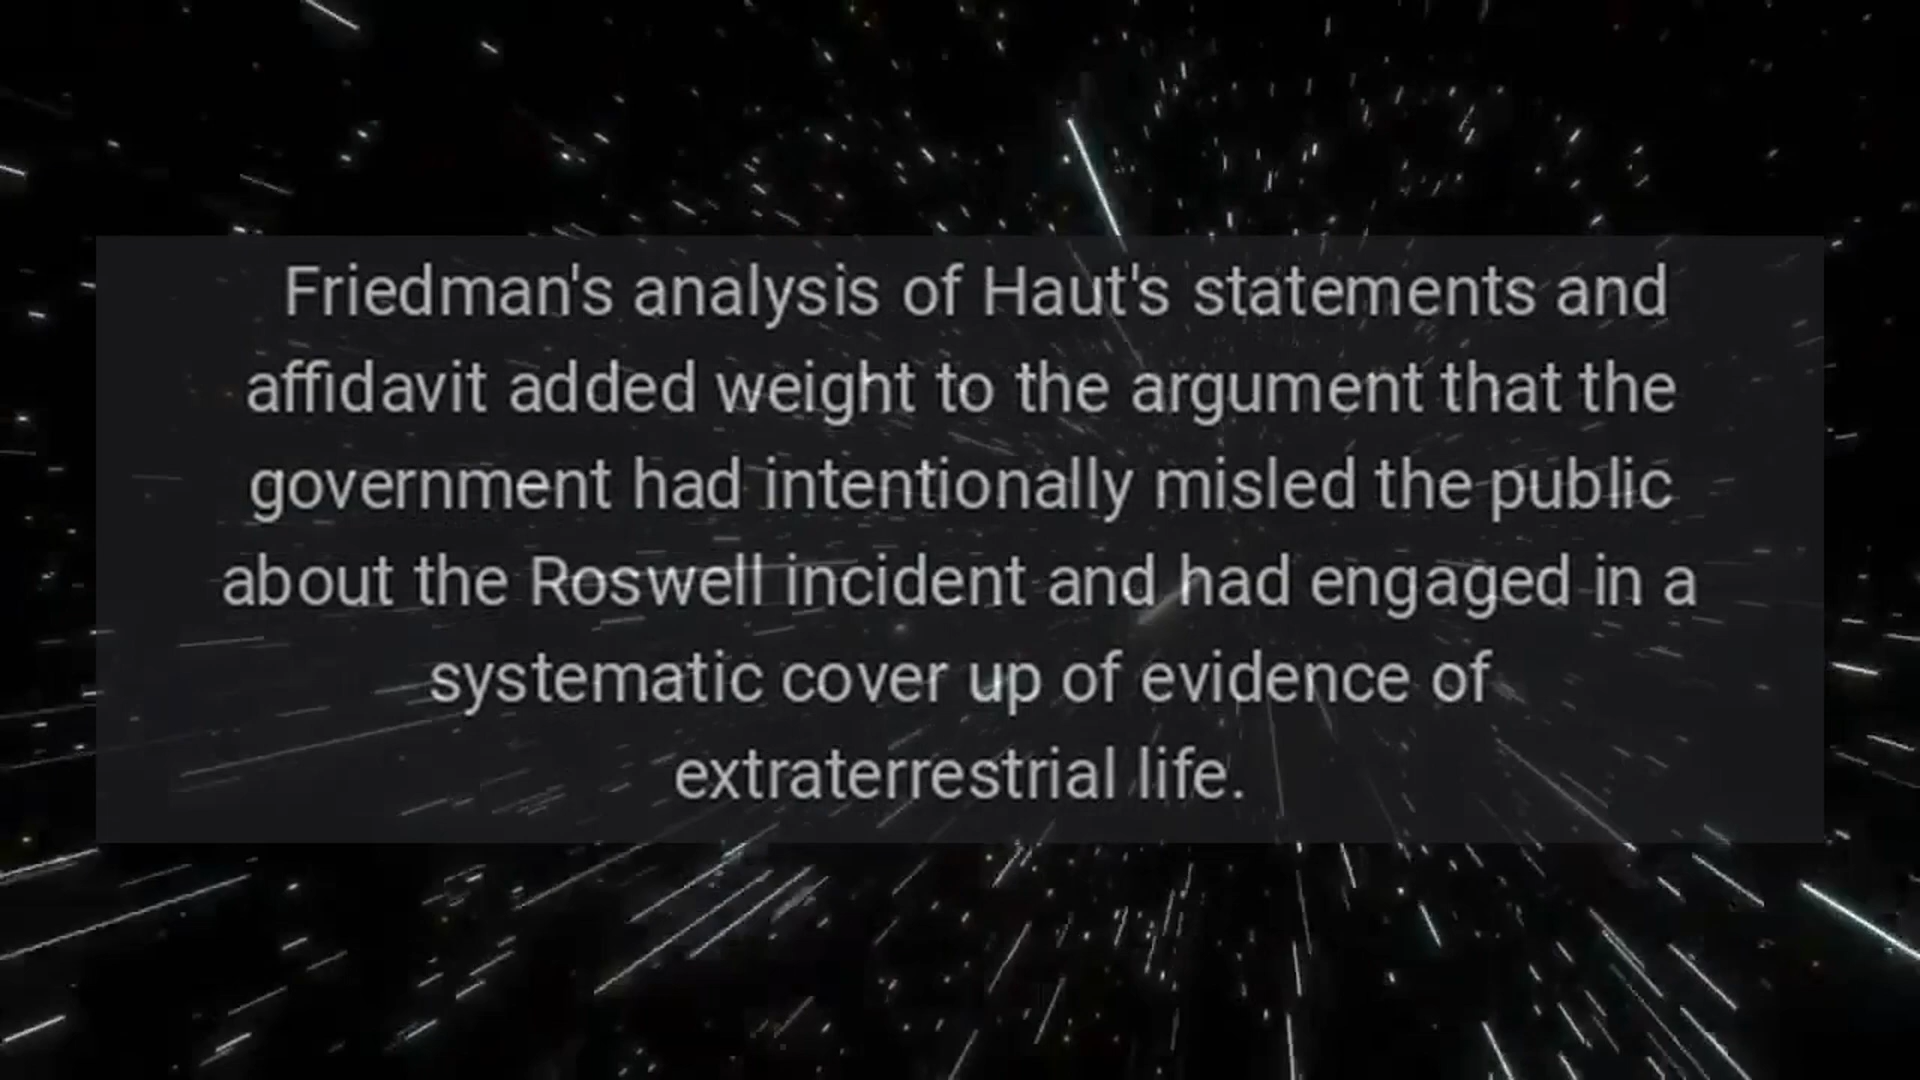 Friedman's analysis of Haut's statements and
affidavit added weight to the argument that the
government had intentionally misled the public
about the Roswell incident and had engaged in a
systematic cover up of evidence of
extraterrestrial life.